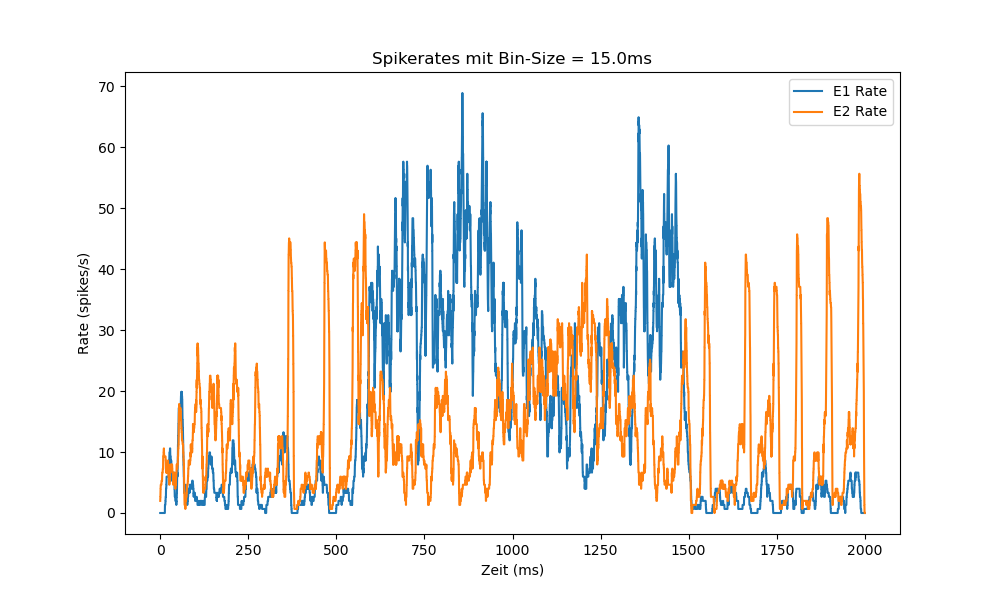 Spikerates mit Bin-Size = 15.0ms
E1 Rate
E2 Rate
70
60
50
40
30
20
10
0
Rate (spikes/s)
0 250 500 750 1000 1250 1500 1750 2000
Zeit (ms)